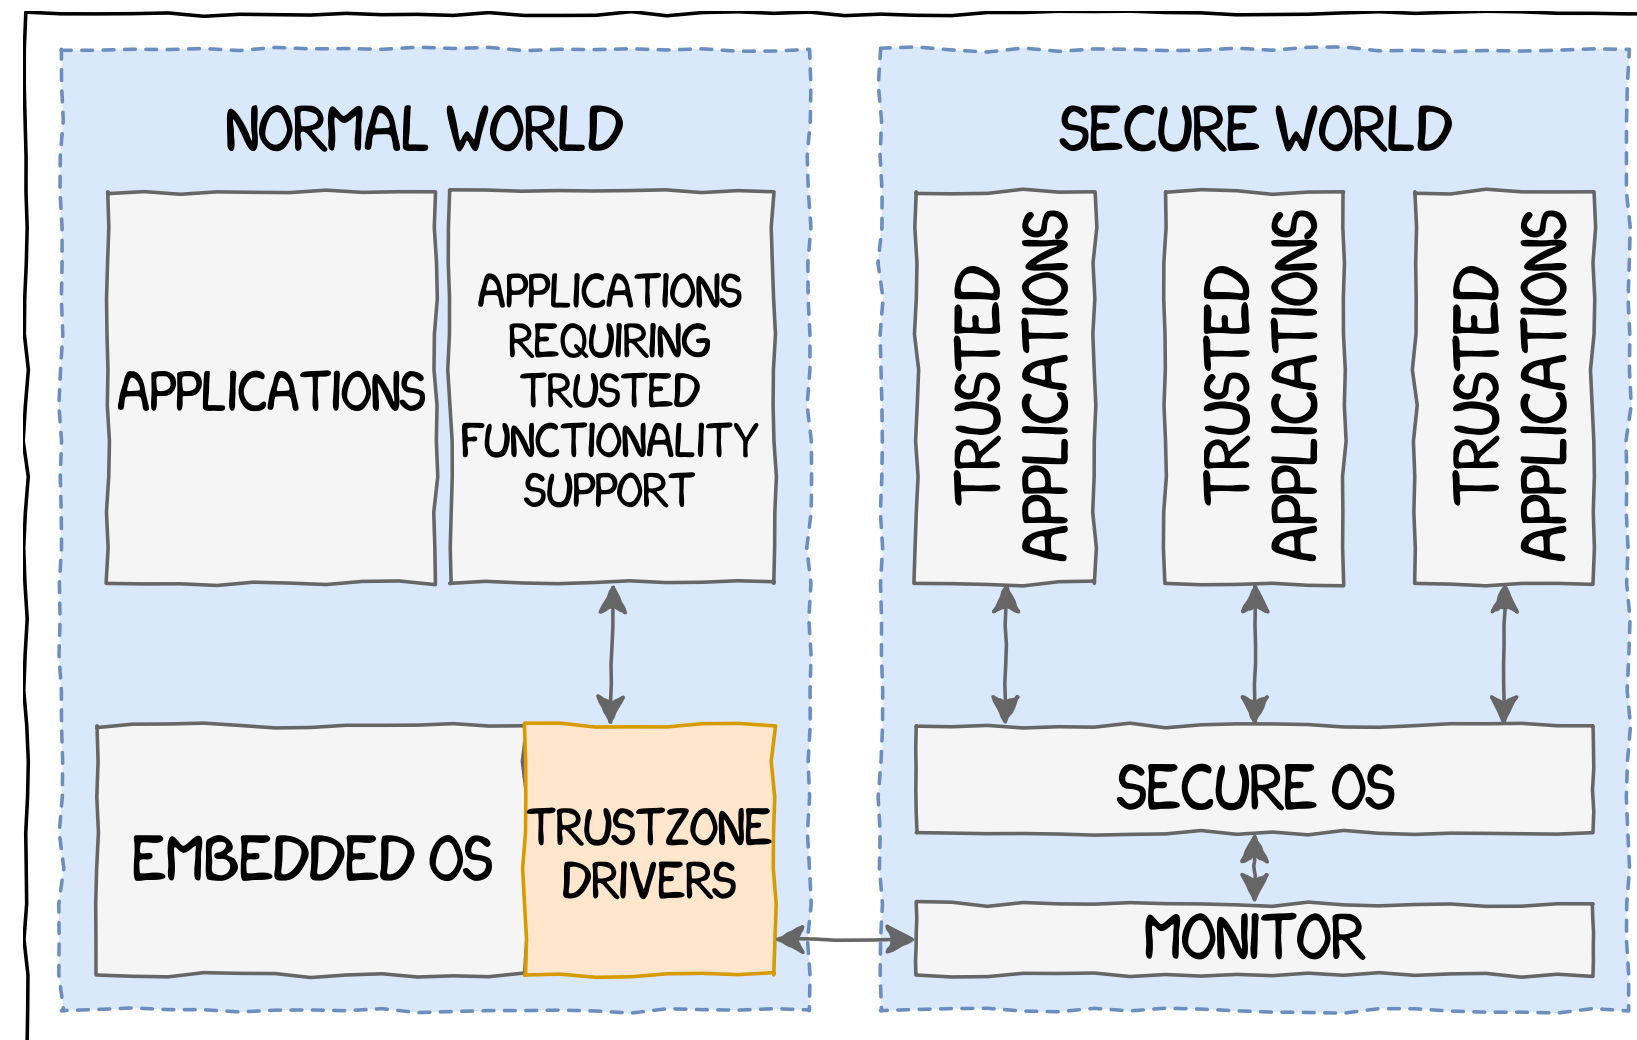 NORMAL WORLD
APPLICATIONS
APPLICATIONS
REQUIRING
TRUSTED
FUNCTIONALITY
SUPPORT
EMBEDDED OS
TRUSTZONE
DRIVERS
SECURE WORLD
TRUSTED
APPLICATIONS
TRUSTED
APPLICATIONS
TRUSTED
APPLICATIONS
SECURE OS
MONITOR